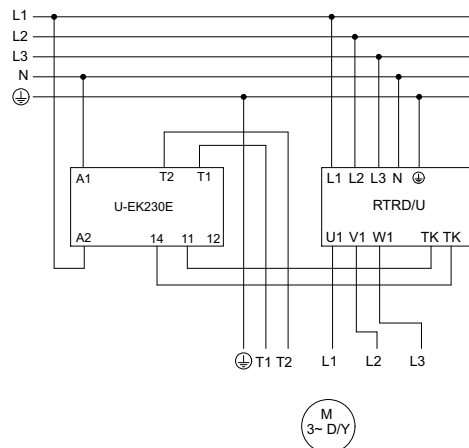 L1
L2
L3
N
A1 T2 T1
U-EK230E
A2 14 11 12
L1 L2 L3 N
RTRD/U
U1 V1 W1 TK TK
T1 T2 L1 L2 L3
M
3~ D/Y